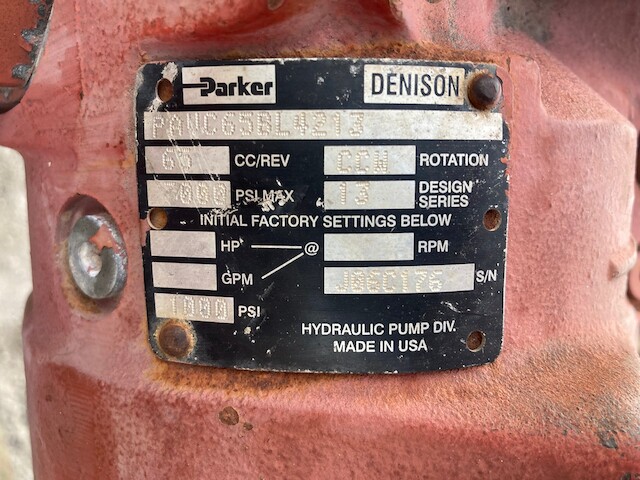 Parker DENISON
PAVC65BL4213
65 CC/REV CCW ROTATION
PSI MAX 13 DESIGN SERIES
INITIAL FACTORY SETTINGS BELOW
HP @ RPM
GPM
J06C176 S/N
1000 PSI
HYDRAULIC PUMP DIV.
MADE IN USA